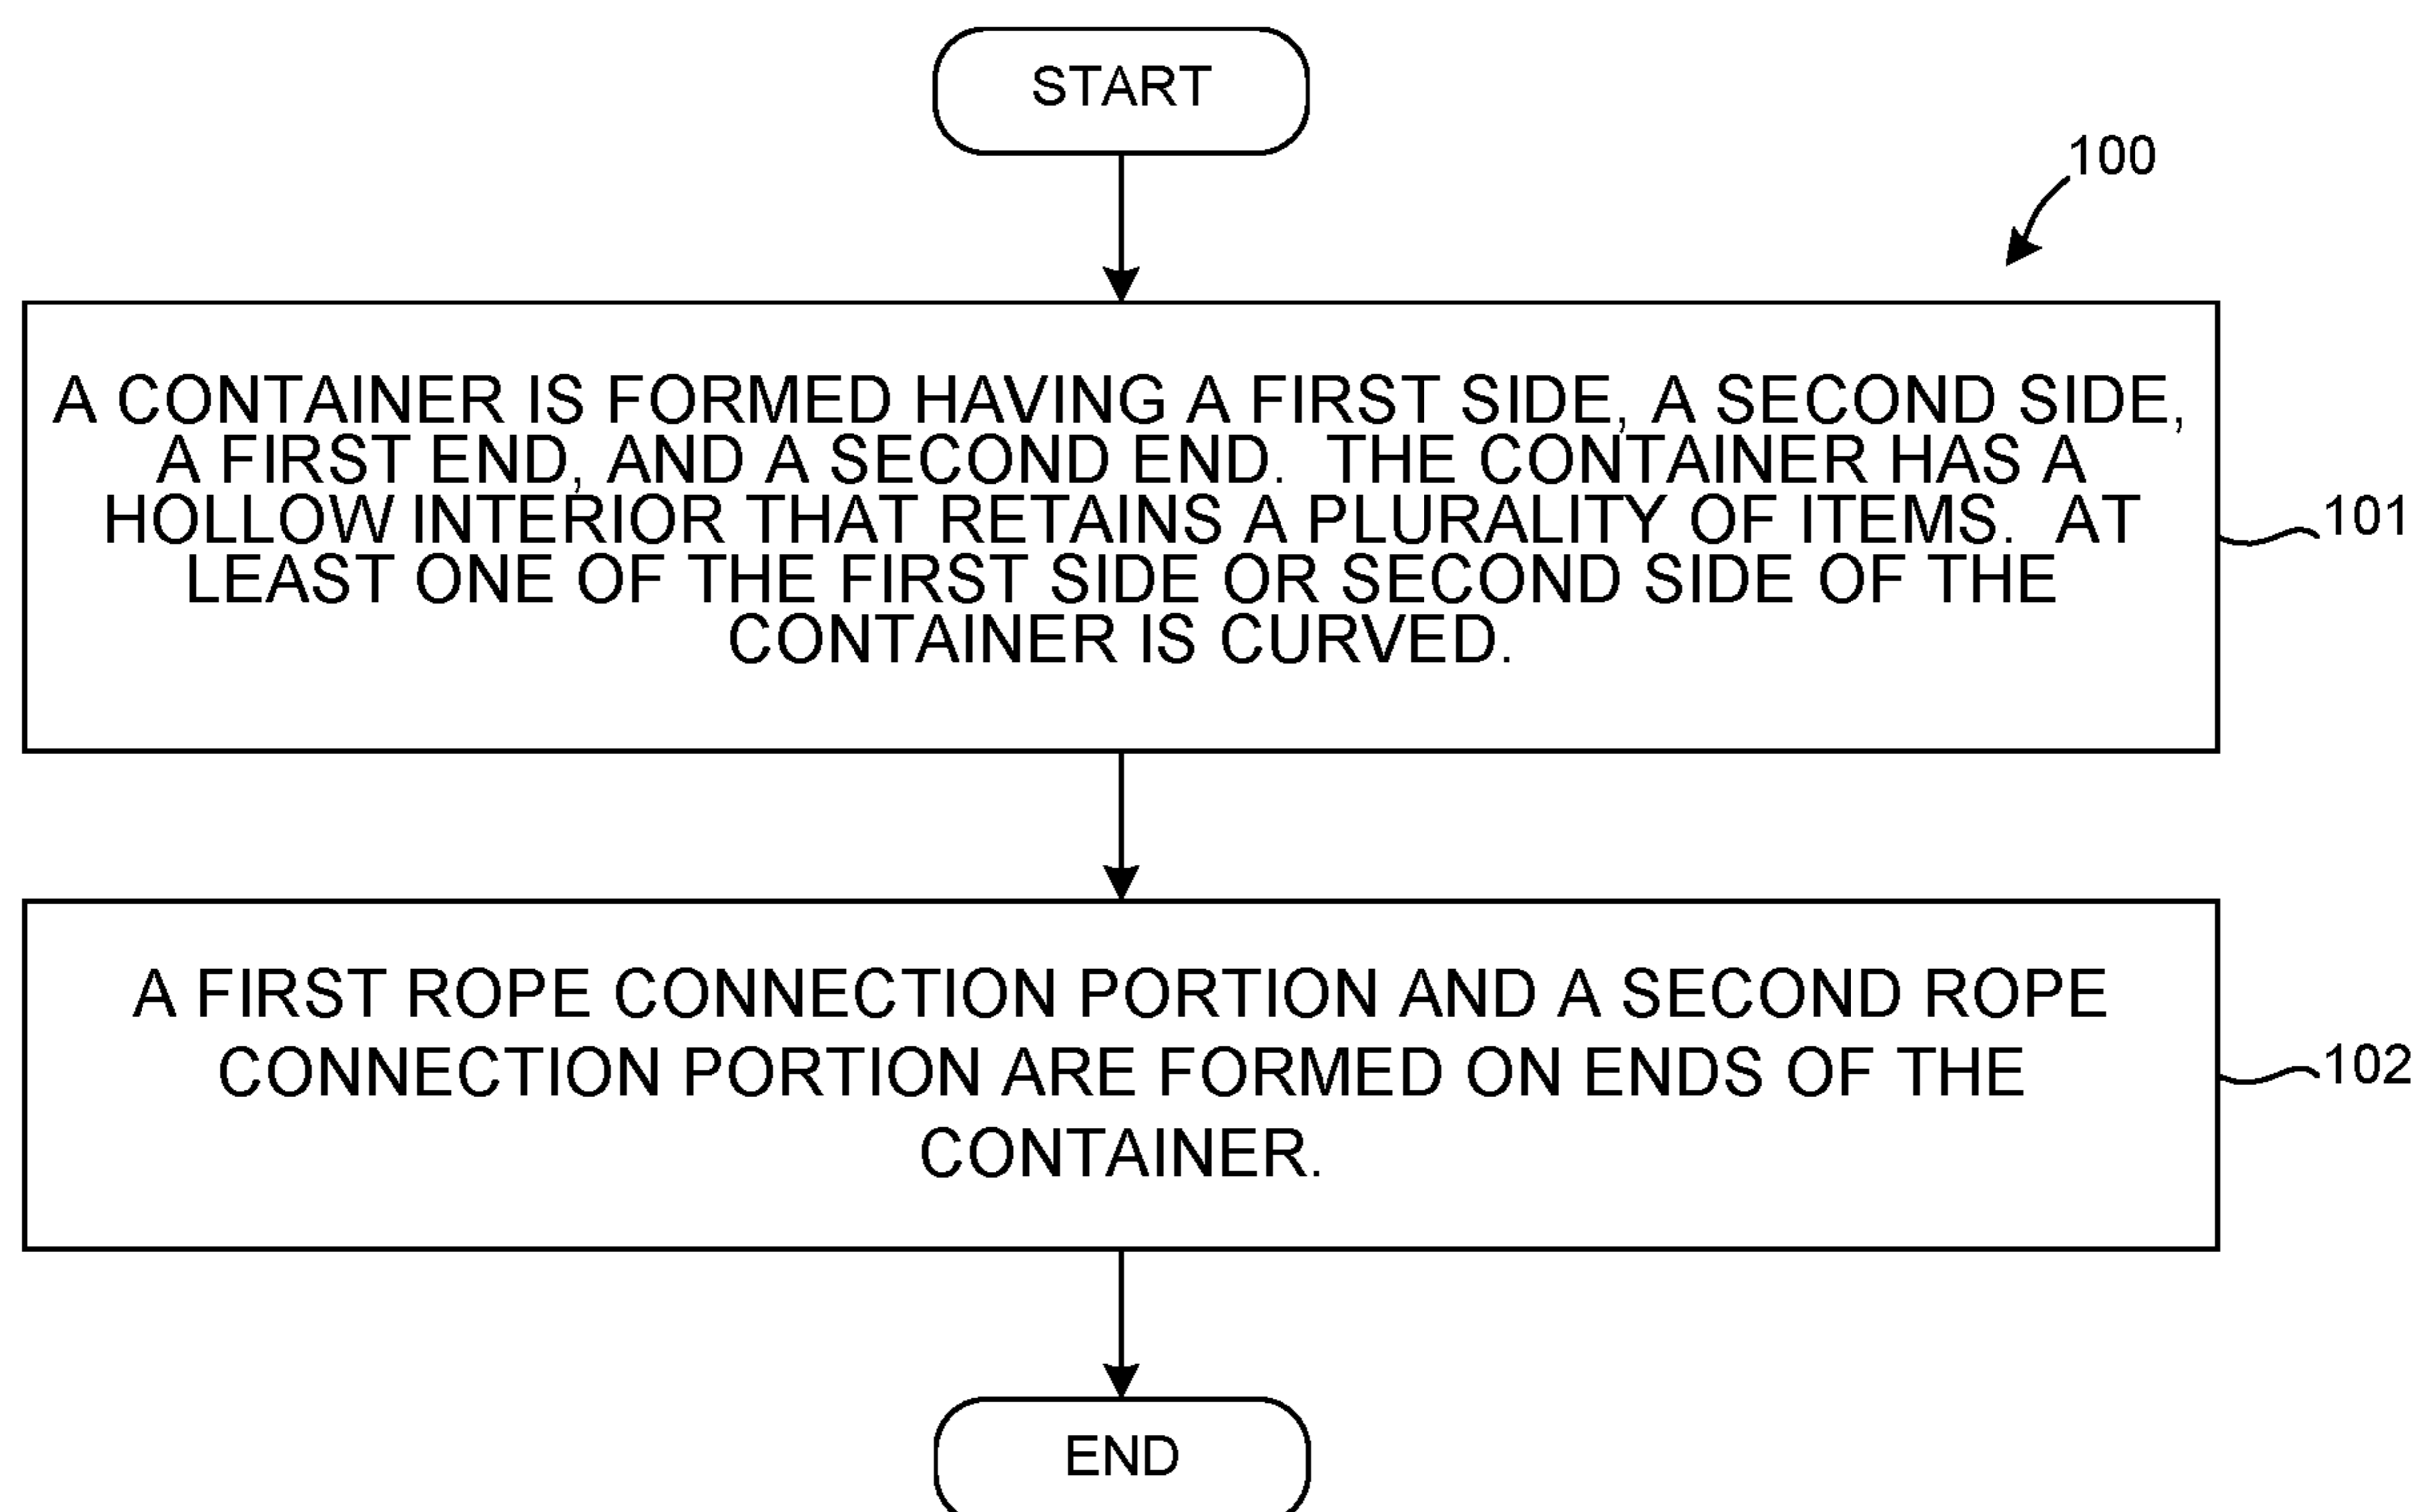 START
100
A CONTAINER IS FORMED HAVING A FIRST SIDE, A SECOND SIDE,
A FIRST END, AND A SECOND END. THE CONTAINER HAS A
HOLLOW INTERIOR THAT RETAINS A PLURALITY OF ITEMS. AT
LEAST ONE OF THE FIRST SIDE OR SECOND SIDE OF THE
CONTAINER IS CURVED.
101
A FIRST ROPE CONNECTION PORTION AND A SECOND ROPE
CONNECTION PORTION ARE FORMED ON ENDS OF THE
CONTAINER.
102
END